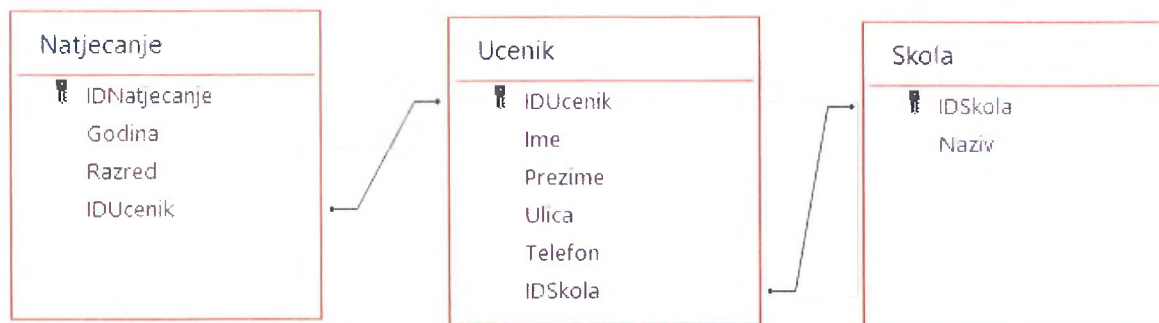 Natjecanje
IDNatjecanje
Godina
Razred
IDUcenik
Ucenik
IDUcenik
Ime
Prezime
Ulica
Telefon
IDSkola
Skola
IDSkola
Naziv